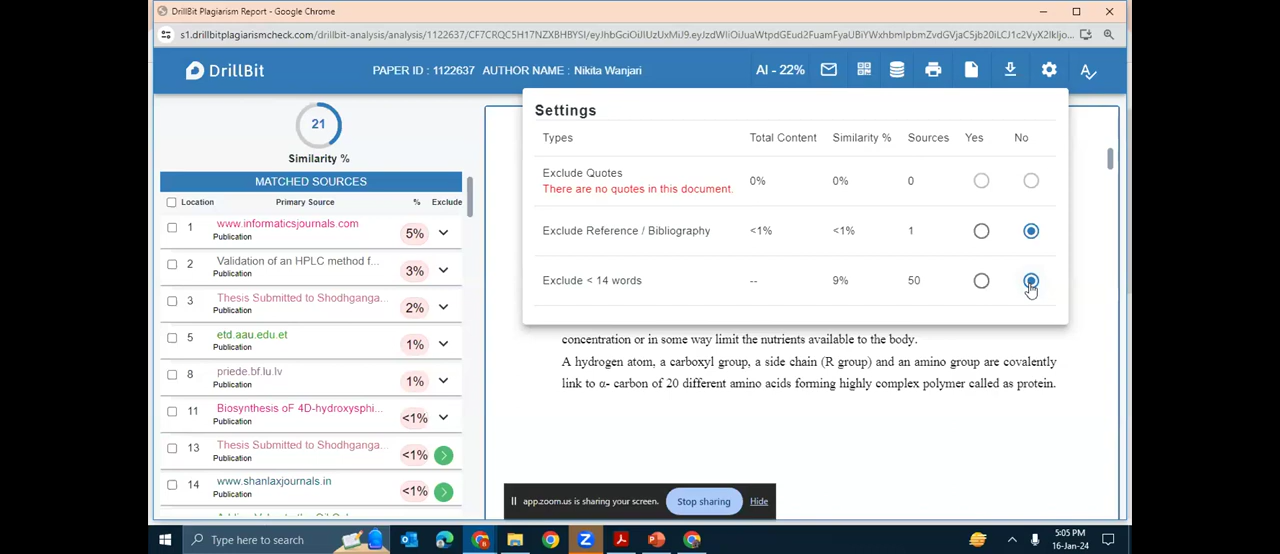 DrillBit Plagiarism Report - Google Chrome
DrillBit
PAPER ID : 1122637 AUTHOR NAME : Nikita Wanjari
AI - 22%
21
Similarity %
MATCHED SOURCES
Location Primary Source % Exclude
1 www.informaticsjournals.com 5%
Publication
2 Validation of an HPLC method f... 3%
Publication
3 Thesis Submitted to Shodhganga... 2%
Publication
5 etd.aau.edu.et 1%
Publication
8 priede.bf.lu.lv 1%
Publication
11 Biosynthesis oF 4D-hydroxysphi... <1%
Publication
13 Thesis Submitted to Shodhganga... <1%
Publication
14 www.shanlaxjournals.in <1%
Publication
Settings
Types Total Content Similarity % Sources Yes No
Exclude Quotes 0% 0% 0
There are no quotes in this document.
Exclude Reference / Bibliography <1% <1% 1
Exclude < 14 words -- 9% 50
concentration or in some way limit the nutrients available to the body.
A hydrogen atom, a carboxyl group, a side chain (R group) and an amino group are covalently
link to α- carbon of 20 different amino acids forming highly complex polymer called as protein.
app.zoom.us is sharing your screen. Stop sharing Hide
Type here to search
5:05 PM
16-Jan-24